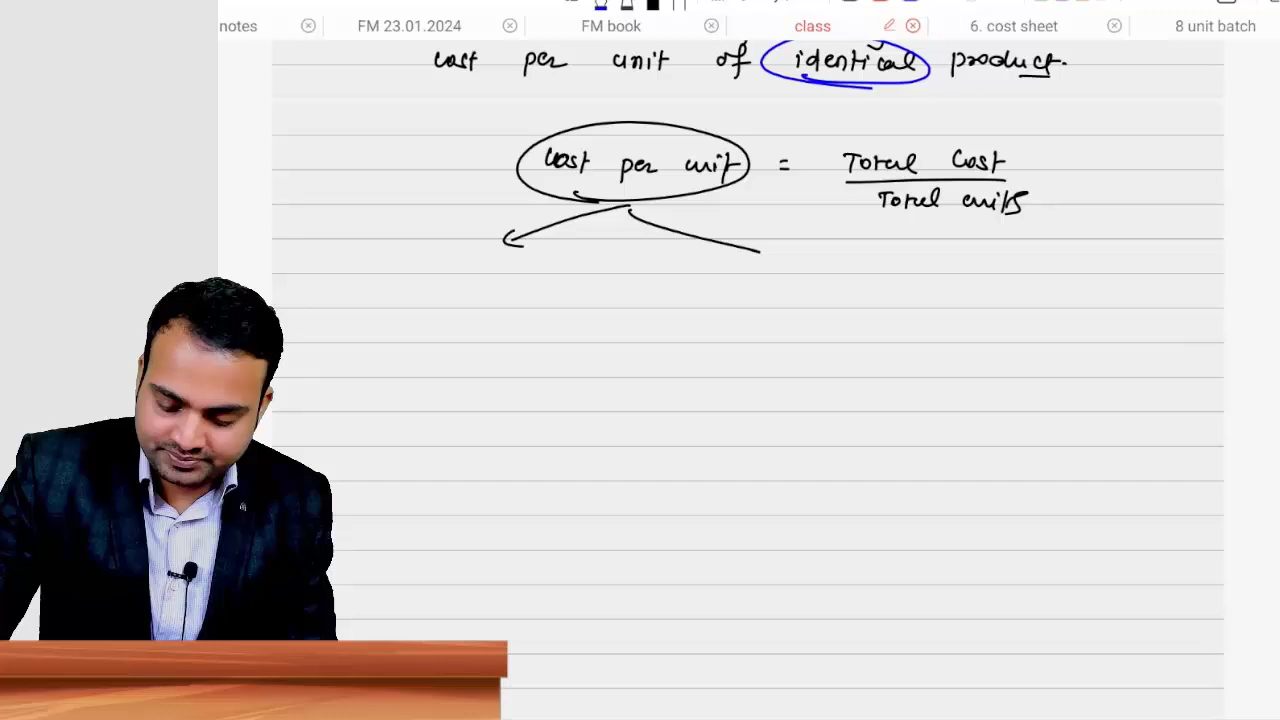 notes FM 23.01.2024 FM book class 6. cost sheet 8 unit batch
cost per unit of identical product.
cost per unit = Total Cost
Total units